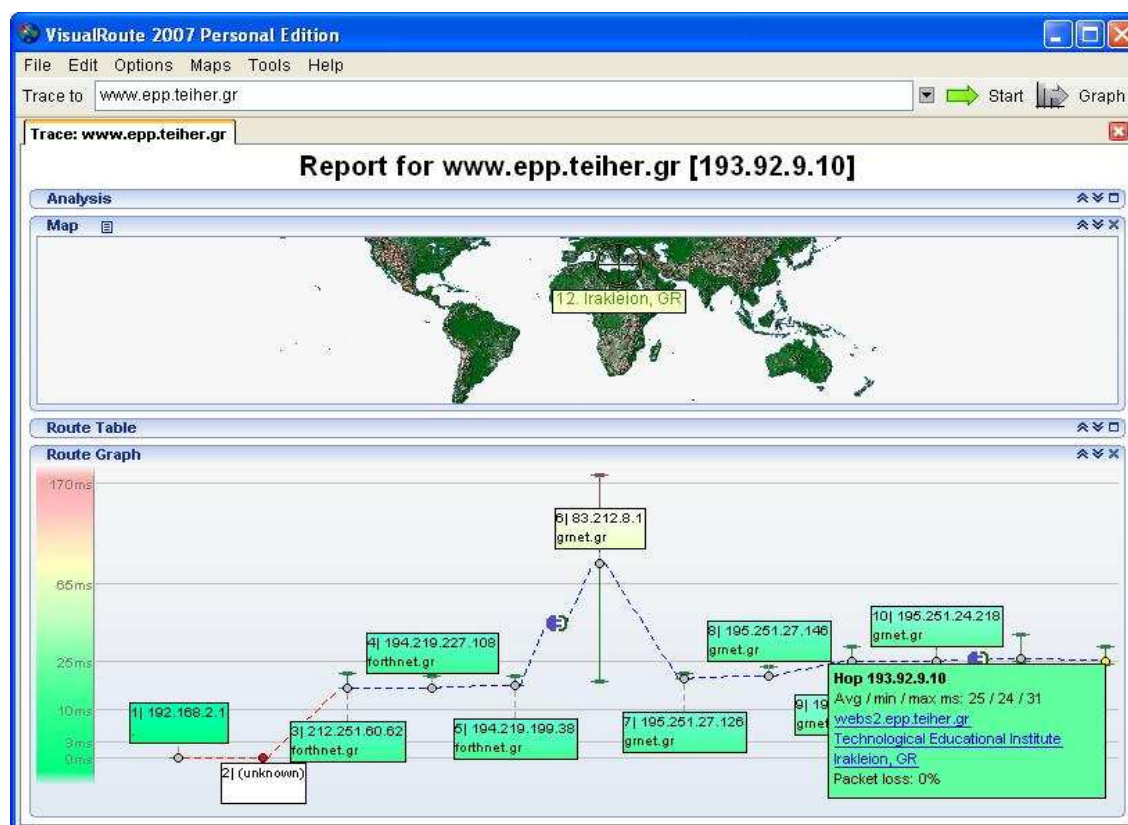 VisualRoute 2007 Personal Edition
File Edit Options Maps Tools Help
Trace to www.epp.teiher.gr Start Graph
Trace: www.epp.teiher.gr
Report for www.epp.teiher.gr [193.92.9.10]
Analysis
Map
12. Irakleion, GR
Route Table
Route Graph
170ms
65ms
25ms
10ms
3ms
0ms
1| 192.168.2.1
2| (unknown)
3| 212.251.60.62
forthnet.gr
4| 194.219.227.108
forthnet.gr
5| 194.219.199.38
forthnet.gr
6| 83.212.8.1
grnet.gr
7| 195.251.27.126
grnet.gr
8| 195.251.27.146
grnet.gr
9| 19
grnet
10| 195.251.24.218
grnet.gr
Hop 193.92.9.10
Avg / min / max ms: 25 / 24 / 31
webs2.epp.teiher.gr
Technological Educational Institute
Irakleion, GR
Packet loss: 0%